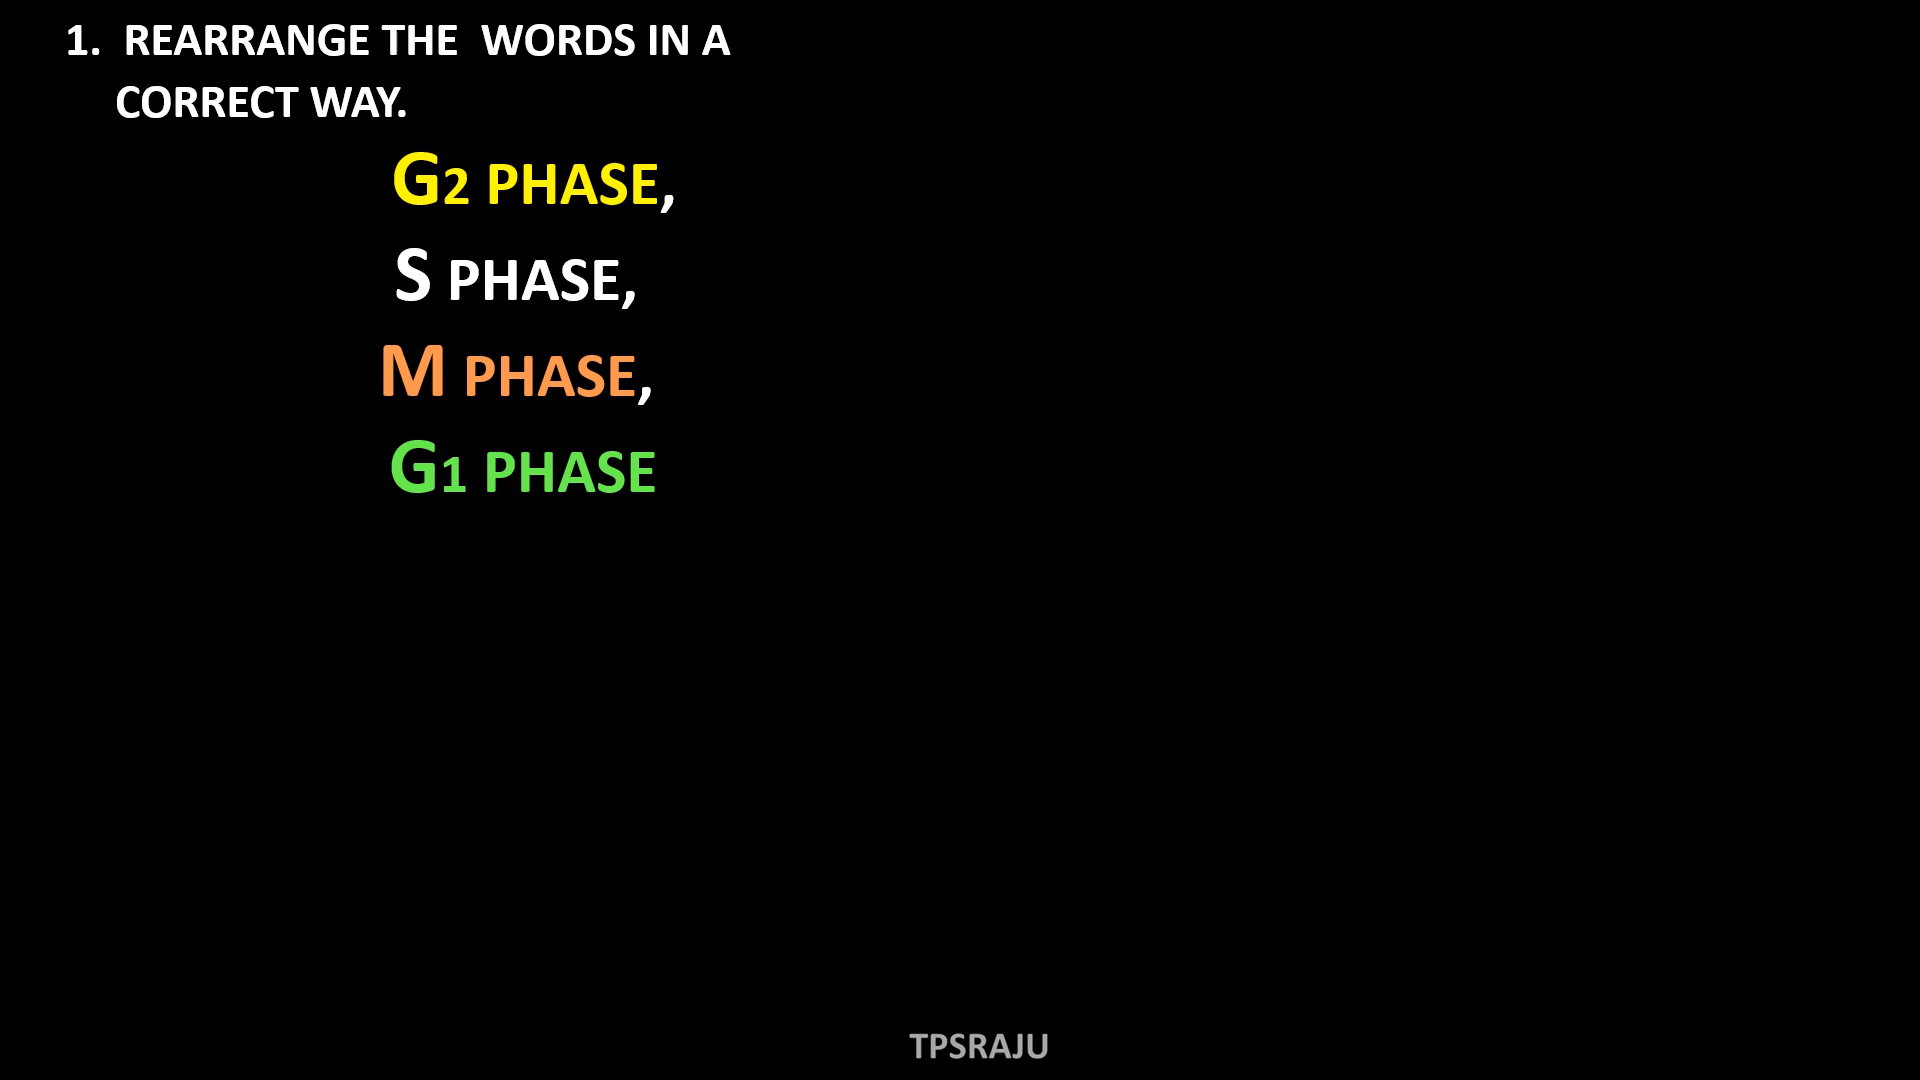 1. REARRANGE THE WORDS IN A
CORRECT WAY.
G2 PHASE,
S PHASE,
M PHASE,
G1 PHASE
TPSRAJU